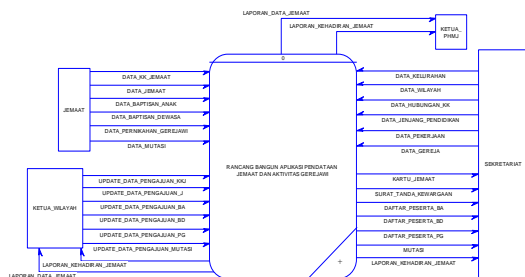 LAPORAN_DATA_JEMAAT
LAPORAN_KEHADIRAN_JEMAAT
KETUA_
PHMJ
0
DATA_KK_JEMAAT
DATA_JEMAAT
DATA_BAPTISAN_ANAK
DATA_BAPTISAN_DEWASA
DATA_PERNIKAHAN_GEREJAWI
DATA_MUTASI
JEMAAT
DATA_KELURAHAN
DATA_WILAYAH
DATA_HUBUNGAN_KK
DATA_JENJANG_PENDIDIKAN
DATA_PEKERJAAN
DATA_GEREJA
SEKRETARIAT
RANCANG BANGUN APLIKASI PENDATAAN
JEMAAT DAN AKTIVITAS GEREJAWI
KETUA_WILAYAH
UPDATE_DATA_PENGAJUAN_KKJ
UPDATE_DATA_PENGAJUAN_J
UPDATE_DATA_PENGAJUAN_BA
UPDATE_DATA_PENGAJUAN_BD
UPDATE_DATA_PENGAJUAN_PG
UPDATE_DATA_PENGAJUAN_MUTASI
KARTU_JEMAAT
SURAT_TANDA_KEWARGAAN
DAFTAR_PESERTA_BA
DAFTAR_PESERTA_BD
DAFTAR_PESERTA_PG
MUTASI
LAPORAN_KEHADIRAN_JEMAAT
+
LAPORAN_KEHADIRAN_JEMAAT
LAPORAN_DATA_JEMAAT